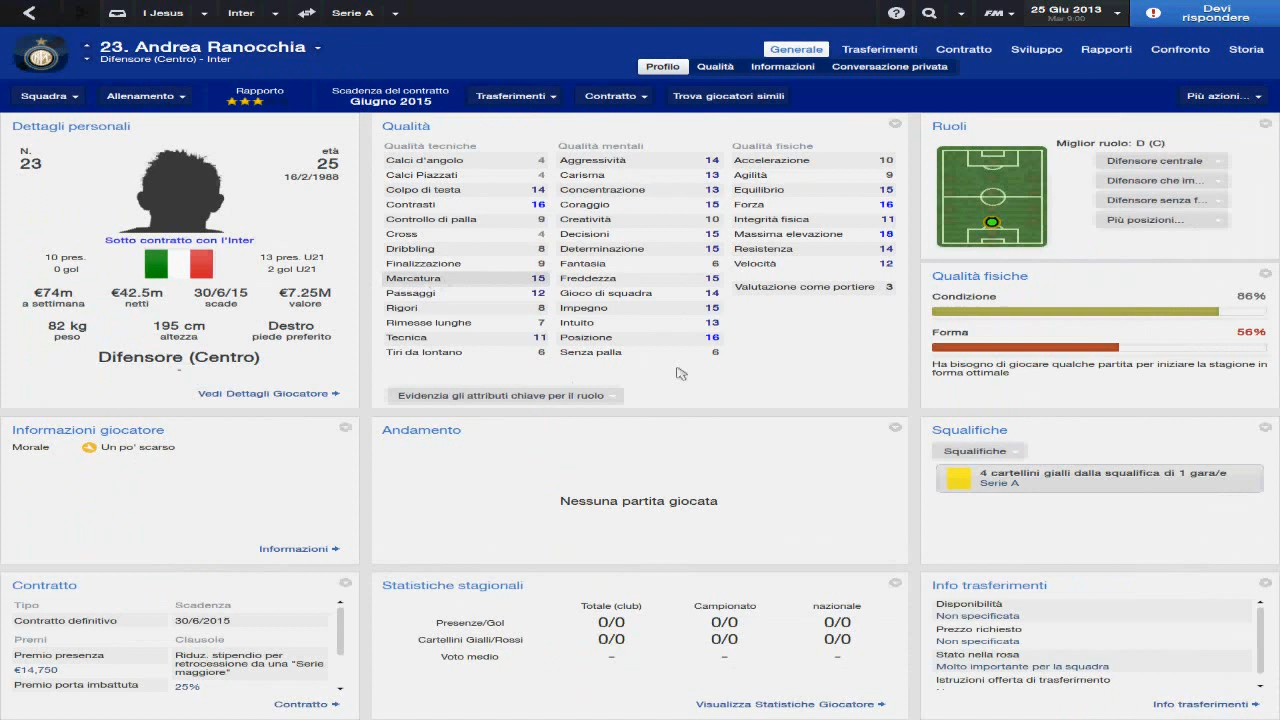 I Jesus
Inter
Serie A
FM
25 Giu 2013
Mar 9:00
Devi rispondere
23. Andrea Ranocchia
Difensore (Centro) - Inter
Generale
Trasferimenti
Contratto
Sviluppo
Rapporti
Confronto
Storia
Profilo
Qualità
Informazioni
Conversazione privata
Squadra
Allenamento
Rapporto
Scadenza del contratto
Giugno 2015
Trasferimenti
Contratto
Trova giocatori simili
Più azioni...
Dettagli personali
N.
23
età
25
16/2/1988
Sotto contratto con l'Inter
10 pres.
0 gol
13 pres. U21
2 gol U21
€74m
a settimana
€42.5m
netti
30/6/15
scade
€7.25M
valore
82 kg
peso
195 cm
altezza
Destro
piede preferito
Difensore (Centro)
-
Vedi Dettagli Giocatore
Qualità
Qualità tecniche
Calci d'angolo 4
Calci Piazzati 4
Colpo di testa 14
Contrasti 16
Controllo di palla 9
Cross 4
Dribbling 8
Finalizzazione 9
Marcatura 15
Passaggi 12
Rigori 8
Rimesse lunghe 7
Tecnica 11
Tiri da lontano 6
Qualità mentali
Aggressività 14
Carisma 13
Concentrazione 13
Coraggio 15
Creatività 10
Decisioni 15
Determinazione 15
Fantasia 6
Freddezza 15
Gioco di squadra 14
Impegno 15
Intuito 13
Posizione 16
Senza palla 6
Qualità fisiche
Accelerazione 10
Agilità 9
Equilibrio 15
Forza 16
Integrità fisica 11
Massima elevazione 18
Resistenza 14
Velocità 12
Valutazione come portiere 3
Evidenzia gli attributi chiave per il ruolo
Ruoli
Miglior ruolo: D (C)
Difensore centrale
Difensore che im...
Difensore senza f...
Più posizioni...
Qualità fisiche
Condizione 86%
Forma 56%
Ha bisogno di giocare qualche partita per iniziare la stagione in
forma ottimale
Informazioni giocatore
Morale Un po' scarso
Informazioni
Andamento
Nessuna partita giocata
Squalifiche
Squalifiche
4 cartellini gialli dalla squalifica di 1 gara/e
Serie A
Contratto
Tipo
Contratto definitivo
Scadenza
30/6/2015
Premi
Premio presenza
€14,750
Premio porta imbattuta
Clausole
Riduz. stipendio per
retrocessione da una "Serie
maggiore"
25%
Contratto
Statistiche stagionali
Totale (club) Campionato nazionale
Presenze/Gol 0/0 0/0 0/0
Cartellini Gialli/Rossi 0/0 0/0 0/0
Voto medio - - -
Visualizza Statistiche Giocatore
Info trasferimenti
Disponibilità
Non specificata
Prezzo richiesto
Non specificata
Stato nella rosa
Molto importante per la squadra
Istruzioni offerta di trasferimento
Info trasferimenti